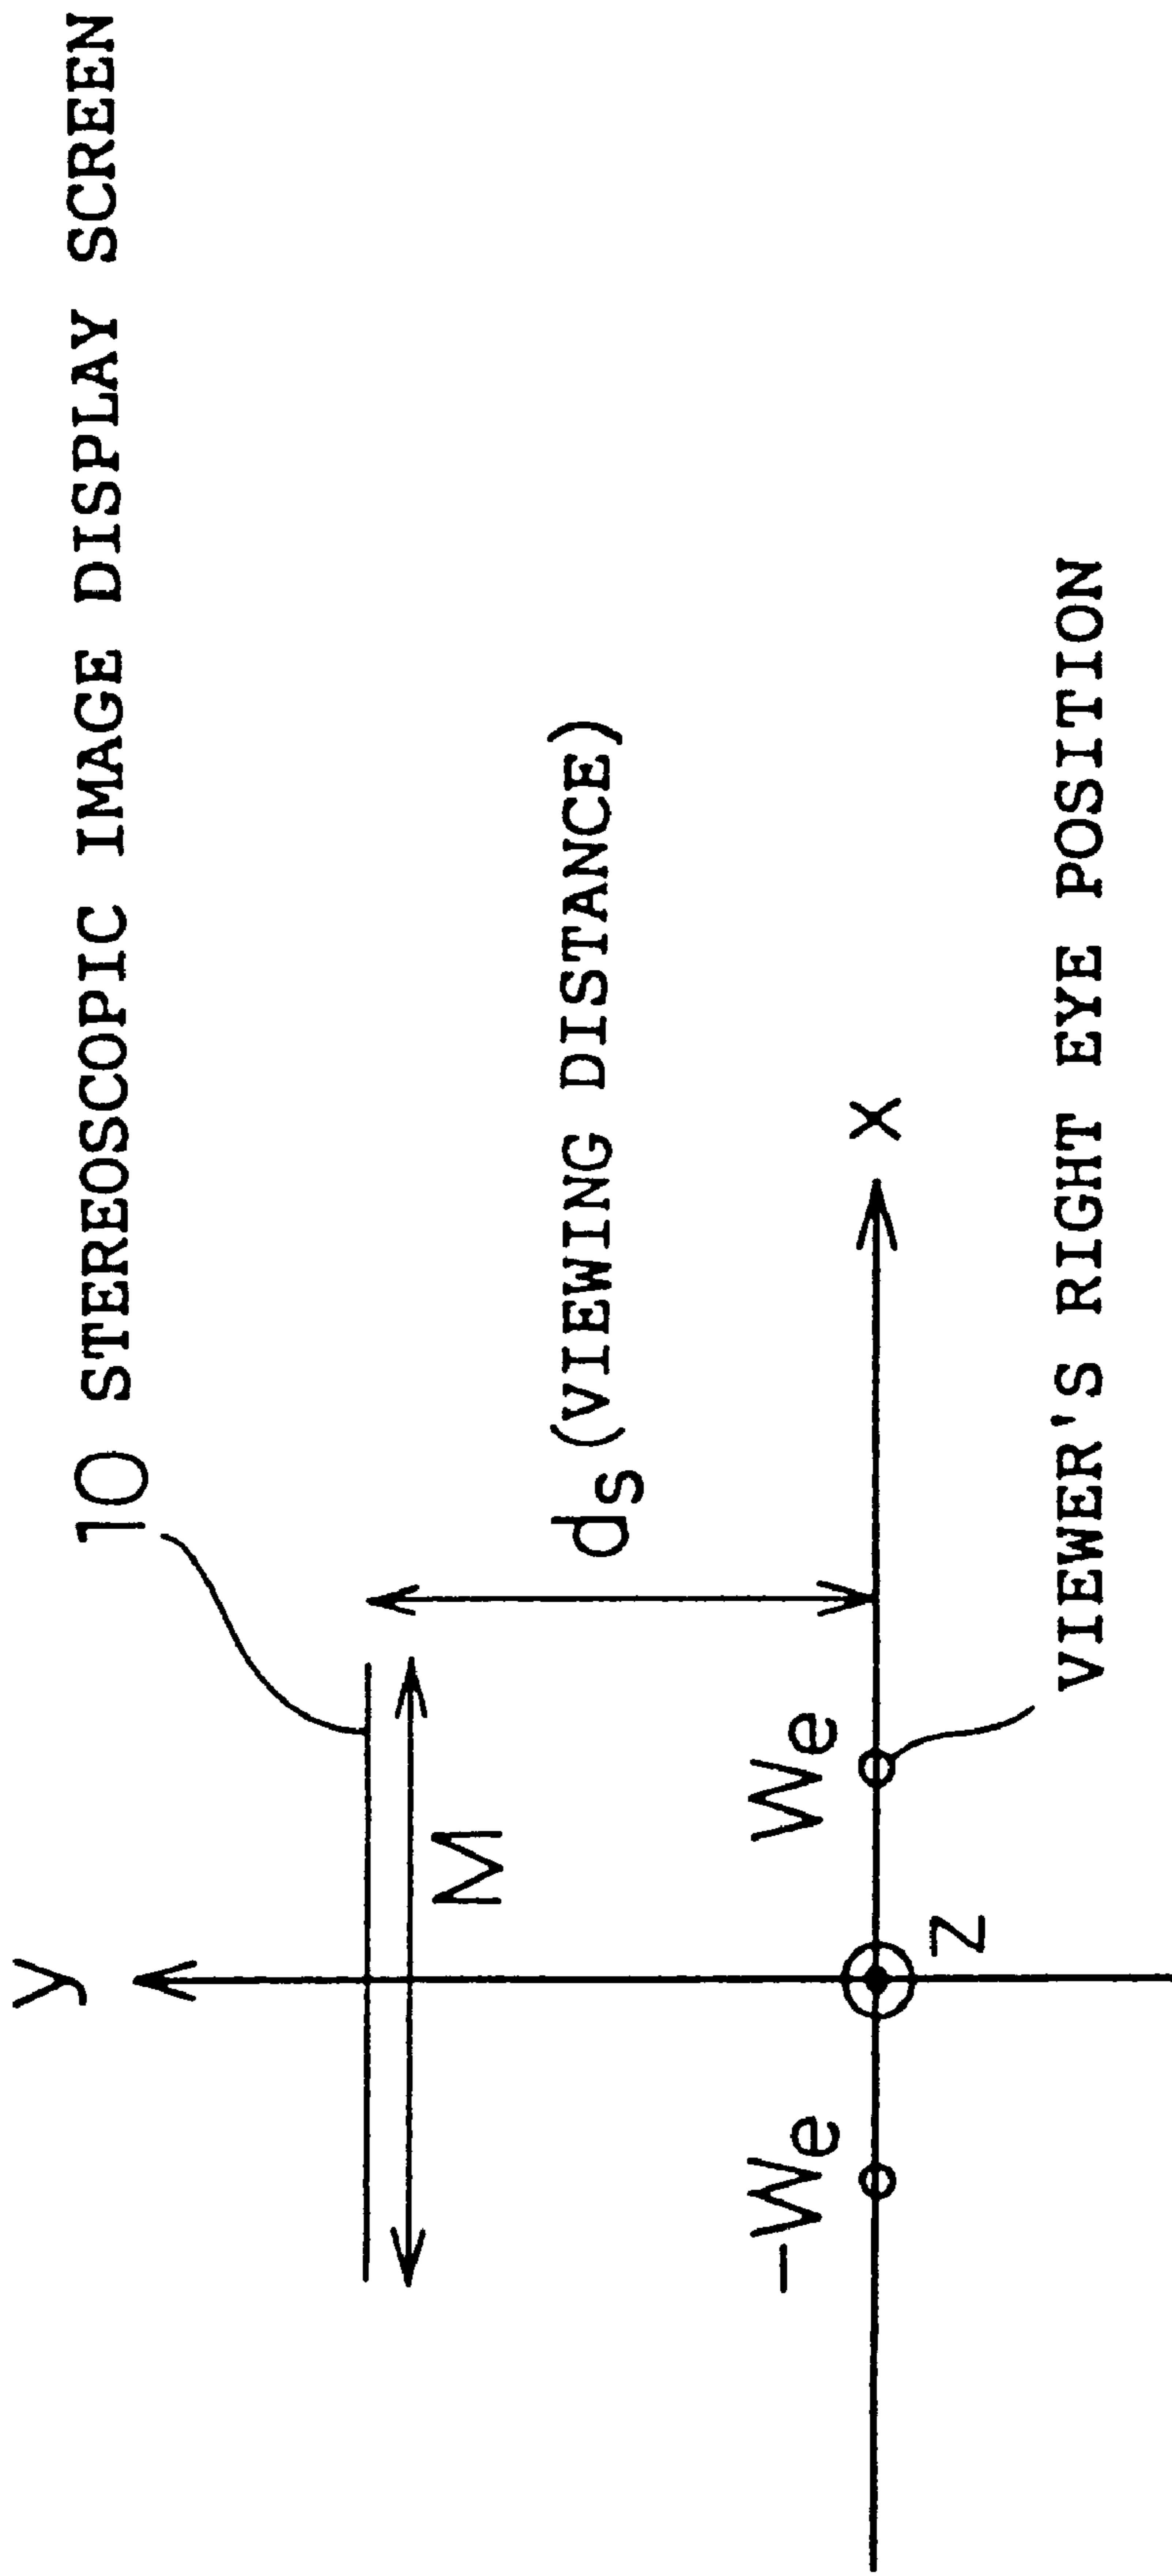 y
10 STEREOSCOPIC IMAGE DISPLAY SCREEN
M
ds (VIEWING DISTANCE)
-We
We
x
z
VIEWER'S RIGHT EYE POSITION